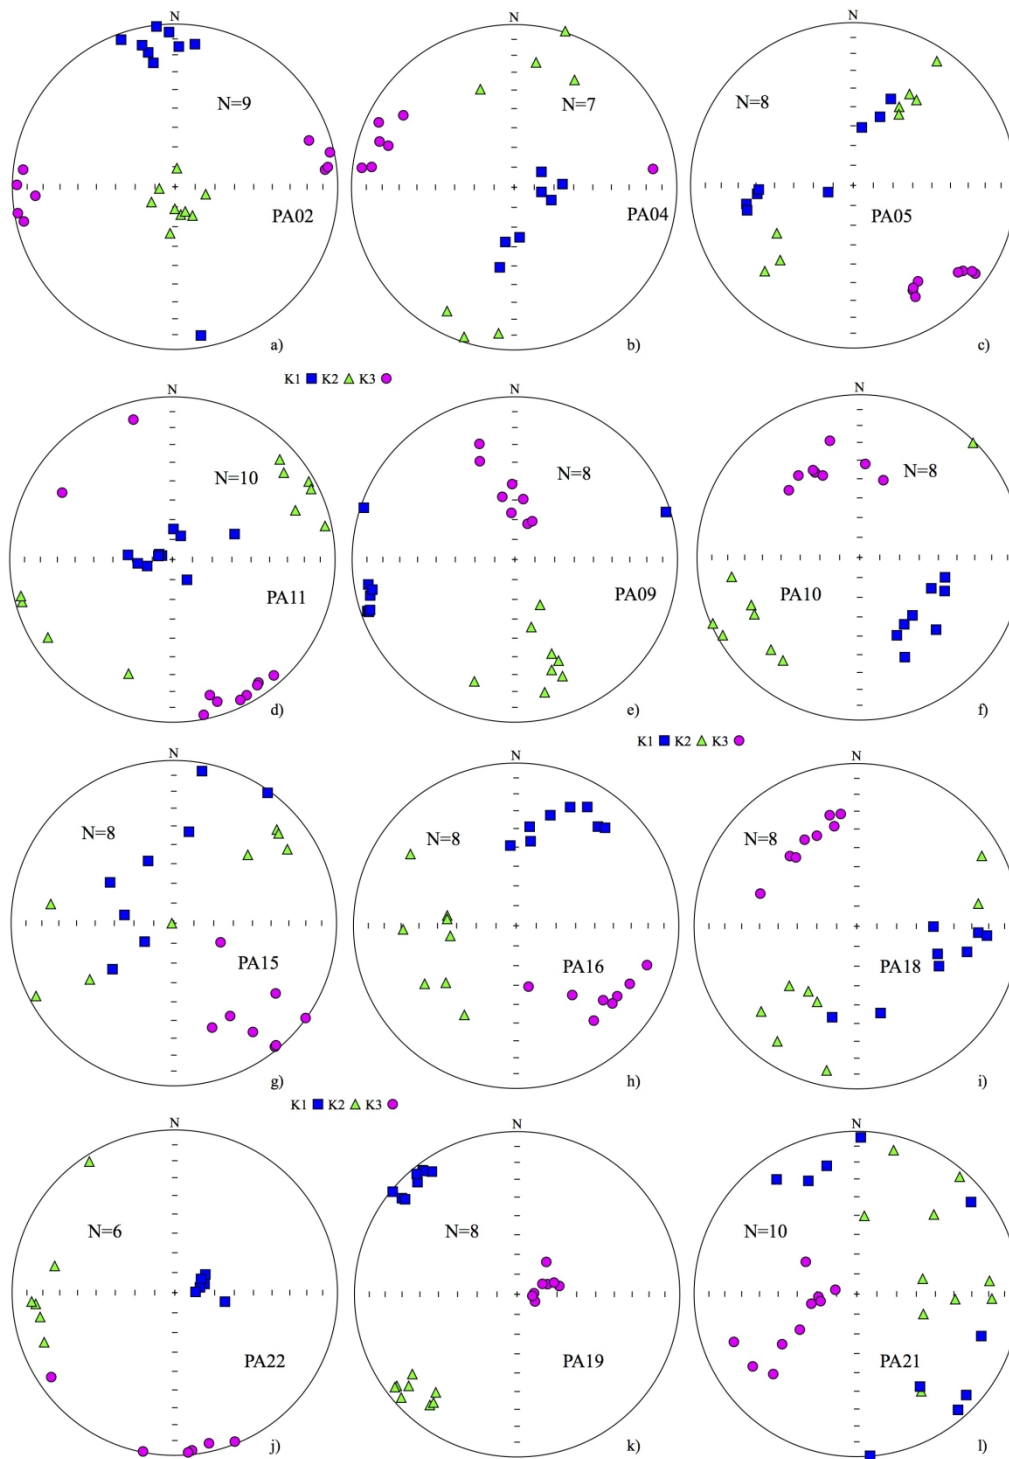 N N N
N=9 N=7 N=8
PA02 PA04 PA05
a) b) c)
K1 K2 K3
N N N
N=10 N=8 N=8
PA11 PA09 PA10
d) e) f)
K1 K2 K3
N N N
N=8 N=8 N=8
PA15 PA16 PA18
g) h) i)
K1 K2 K3
N N N
N=6 N=8 N=10
PA22 PA19 PA21
j) k) l)